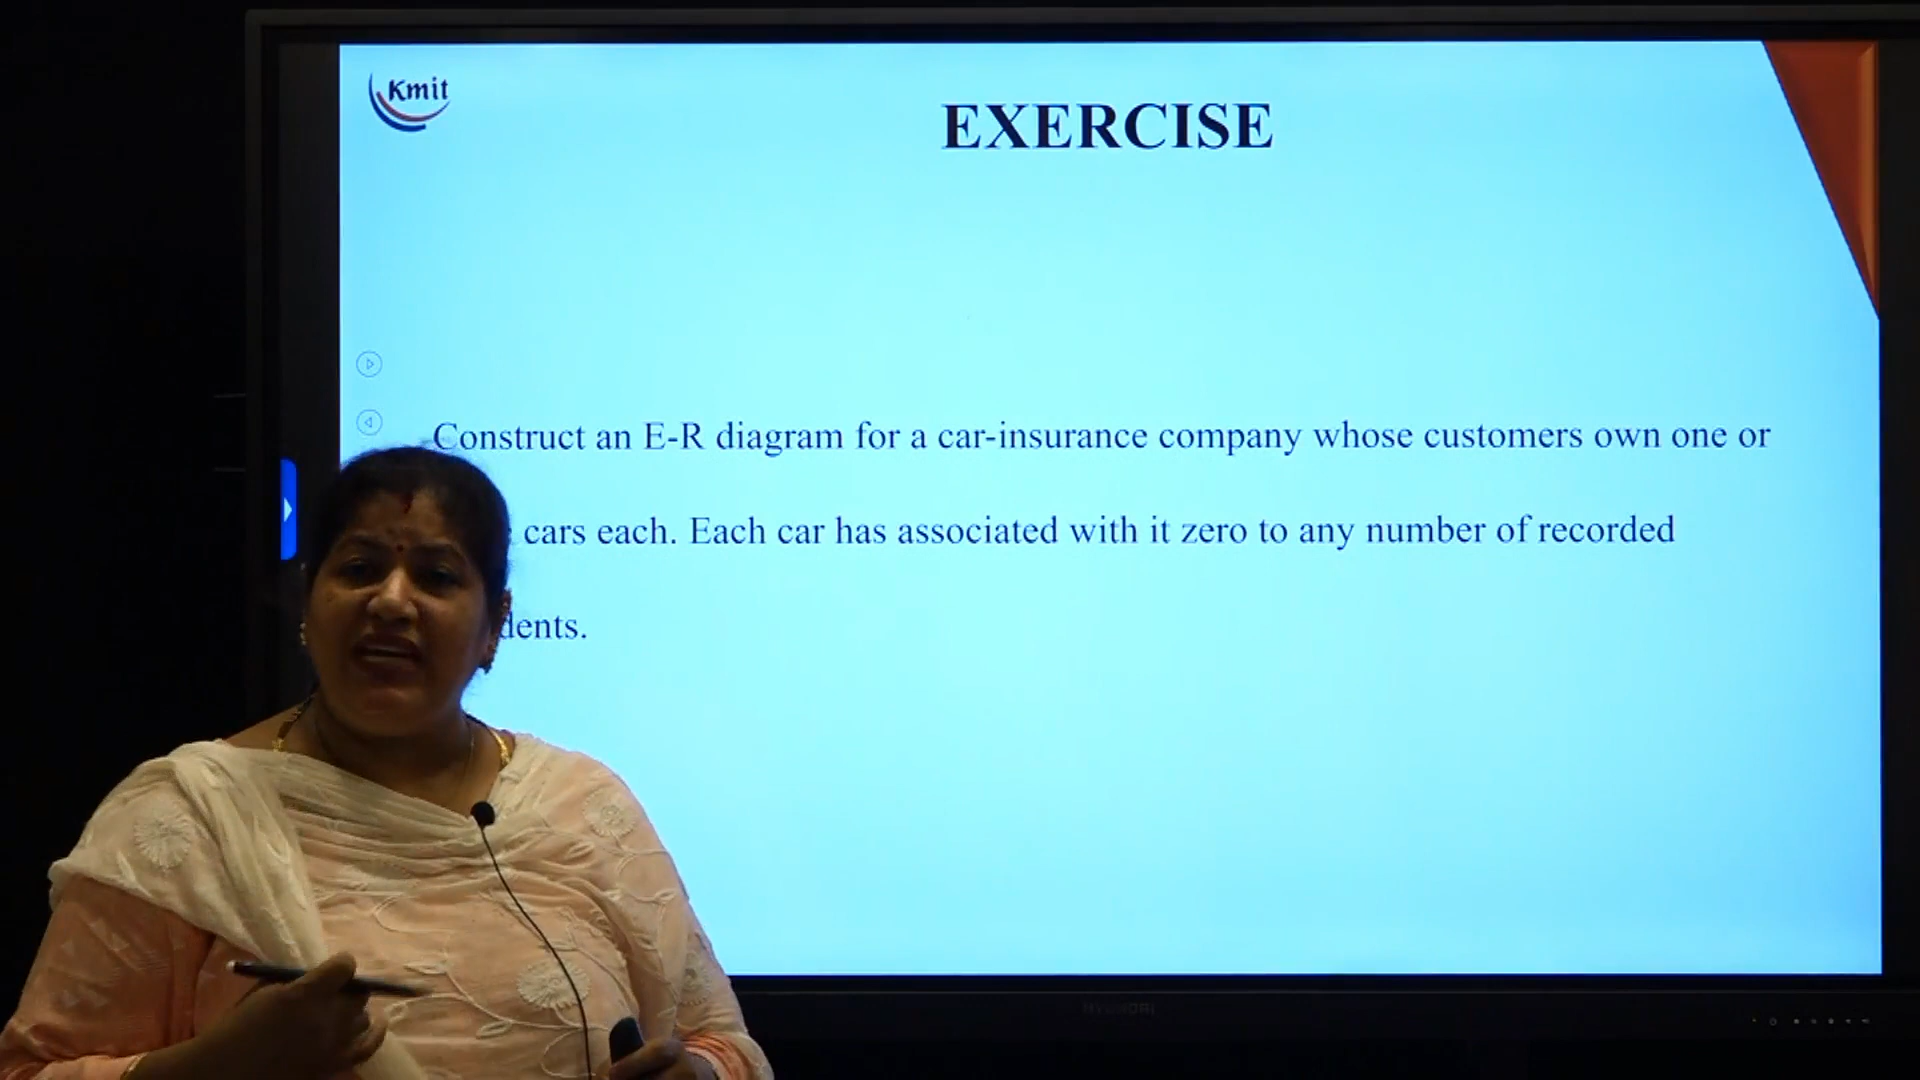 Kmit
EXERCISE
Construct an E-R diagram for a car-insurance company whose customers own one or
cars each. Each car has associated with it zero to any number of recorded
dents.